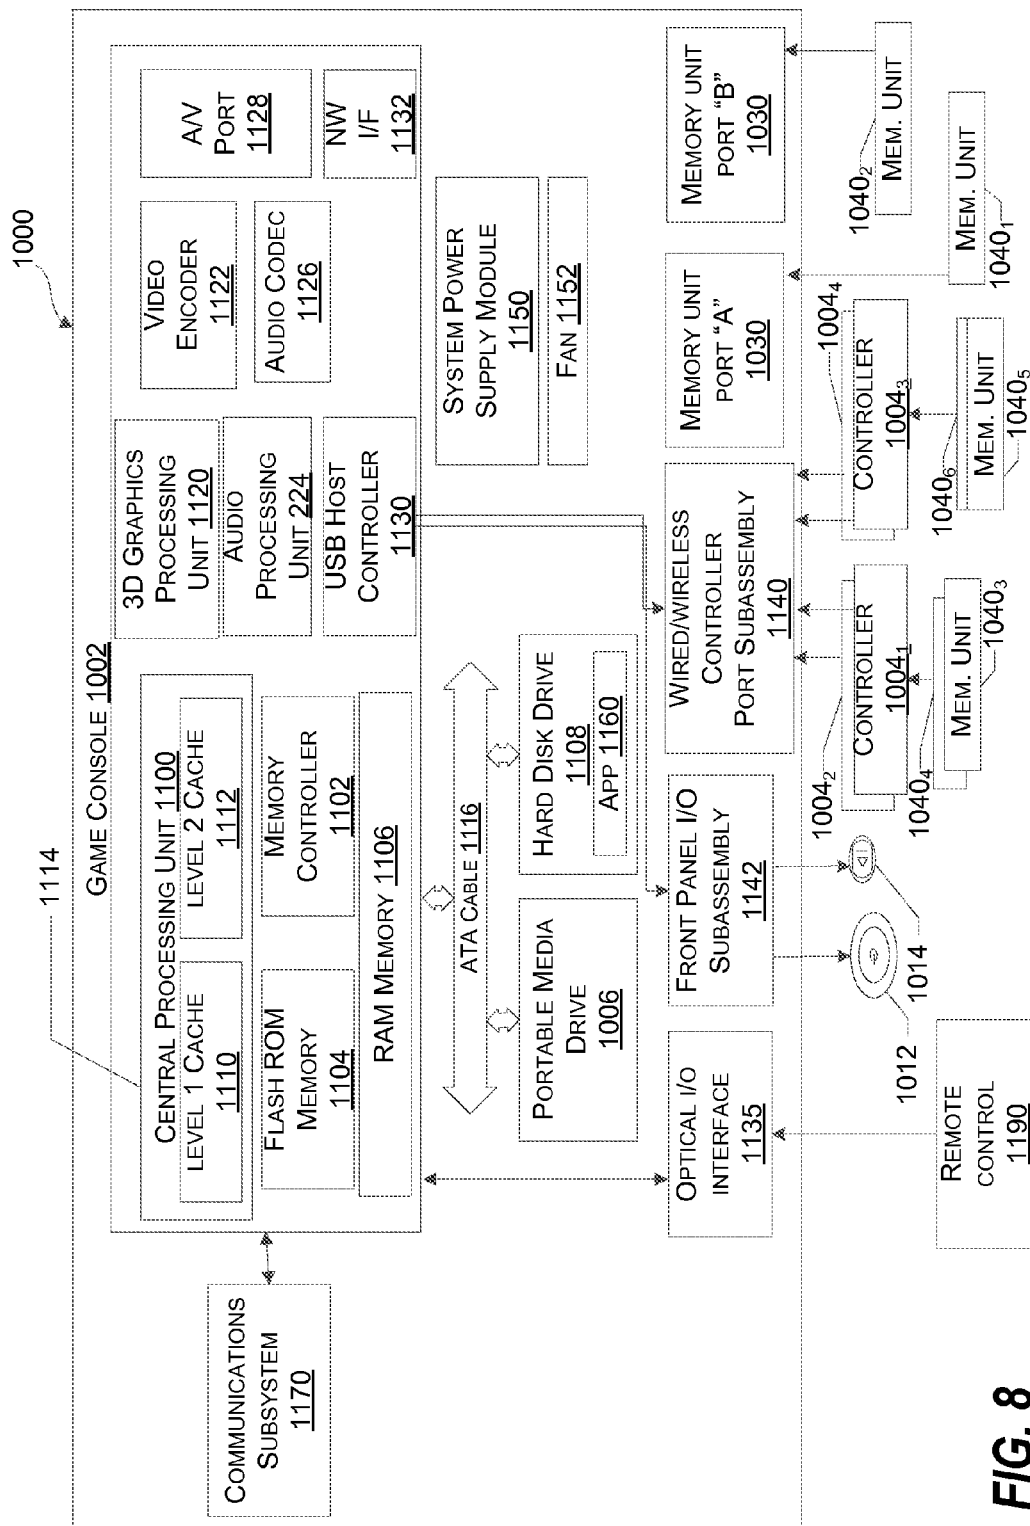 1000
GAME CONSOLE 1002
1114
CENTRAL PROCESSING UNIT 1100
LEVEL 1 CACHE
1110
LEVEL 2 CACHE
1112
3D GRAPHICS
PROCESSING
UNIT 1120
VIDEO
ENCODER
1122
A/V
PORT
1128
FLASH ROM
MEMORY
1104
MEMORY
CONTROLLER
1102
AUDIO
PROCESSING
UNIT 224
AUDIO CODEC
1126
RAM MEMORY 1106
USB HOST
CONTROLLER
1130
NW
I/F
1132
COMMUNICATIONS
SUBSYSTEM
1170
ATA CABLE 1116
SYSTEM POWER
SUPPLY MODULE
1150
FAN 1152
PORTABLE MEDIA
DRIVE
1006
HARD DISK DRIVE
1108
APP 1160
OPTICAL I/O
INTERFACE
1135
FRONT PANEL I/O
SUBASSEMBLY
1142
WIRED/WIRELESS
CONTROLLER
PORT SUBASSEMBLY
1140
MEMORY UNIT
PORT “A”
1030
MEMORY UNIT
PORT “B”
1030
1012
1014
1004₂
CONTROLLER
1004₁
1004₄
CONTROLLER
1004₃
1040₂
MEM. UNIT
1040₄
MEM. UNIT
1040₃
1040₆
MEM. UNIT
1040₅
MEM. UNIT
1040₁
REMOTE
CONTROL
1190
FIG. 8